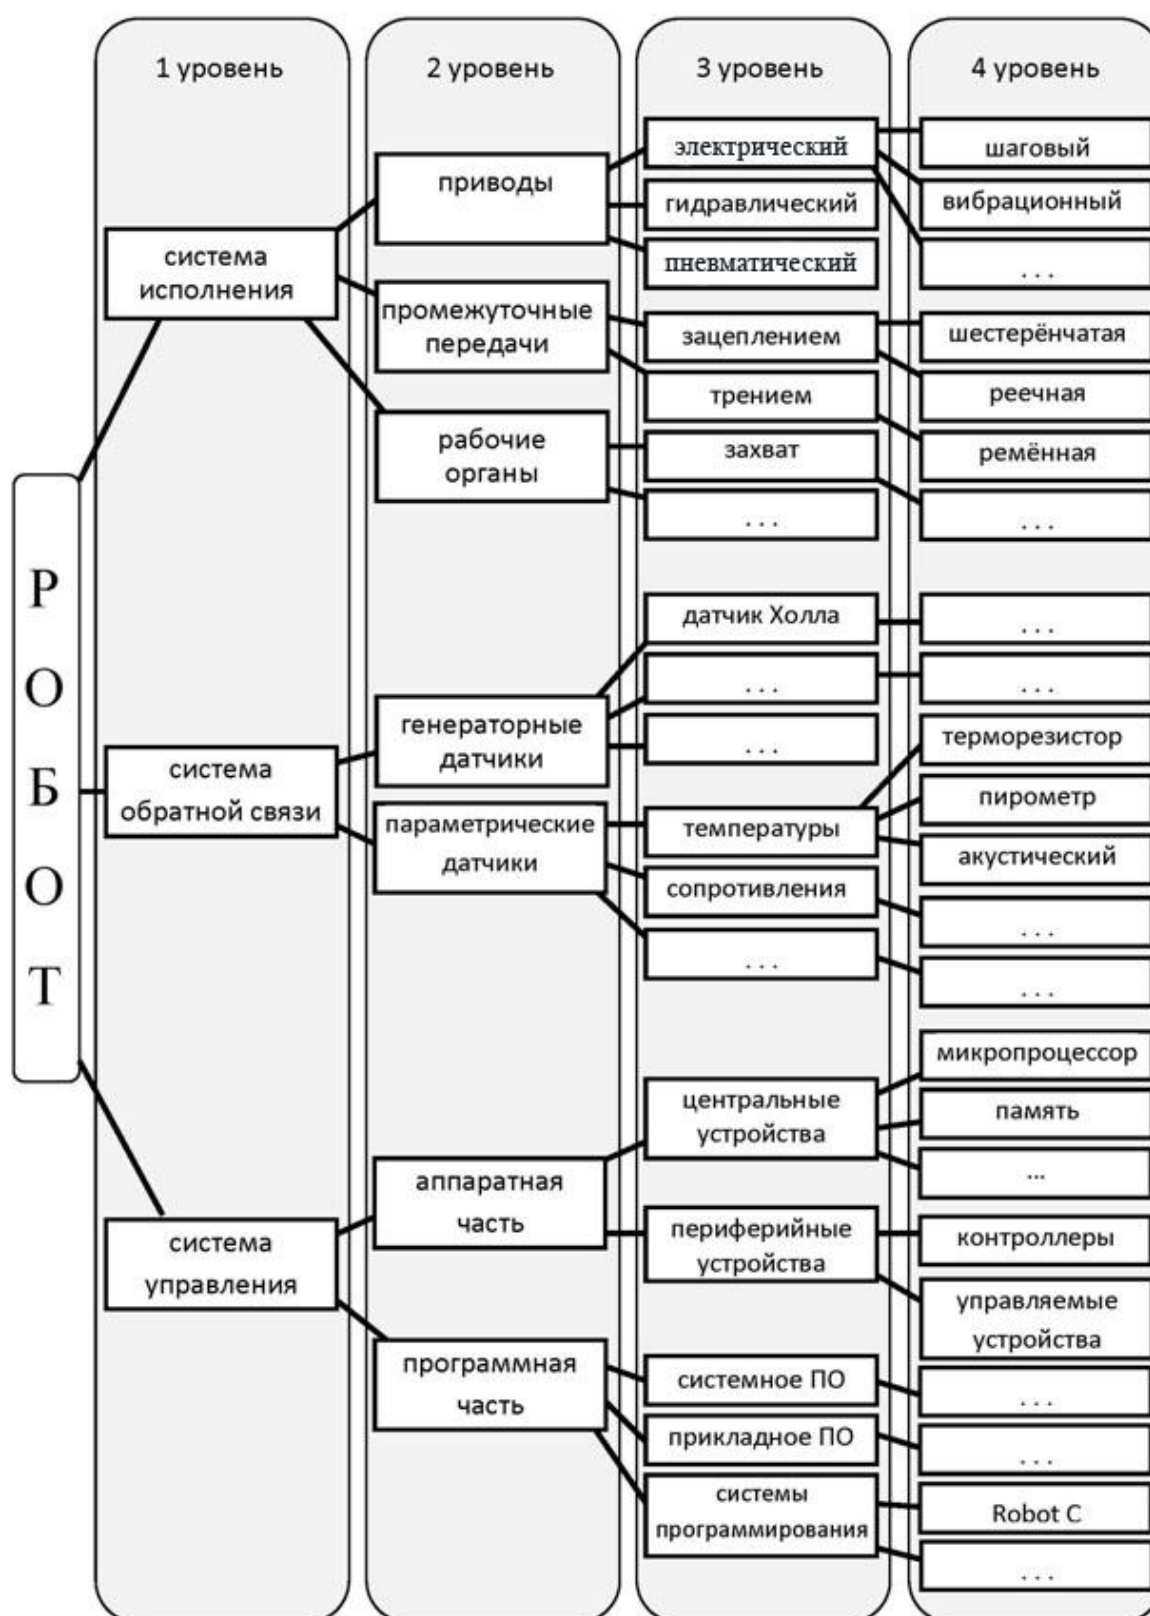 1 уровень
2 уровень
3 уровень
4 уровень
РОБОТ
система
исполнения
приводы
электрический
шаговый
вибрационный
. . .
гидравлический
пневматический
промежуточные
передачи
зацеплением
шестерёнчатая
реечная
трением
ремённая
рабочие
органы
захват
. . .
. . .
система
обратной связи
генераторные
датчики
датчик Холла
. . .
. . .
. . .
. . .
параметрические
датчики
температуры
терморезистор
пирометр
акустический
сопротивления
. . .
. . .
. . .
система
управления
аппаратная
часть
центральные
устройства
микропроцессор
память
...
периферийные
устройства
контроллеры
управляемые
устройства
программная
часть
системное ПО
. . .
прикладное ПО
. . .
системы
программирования
Robot C
. . .